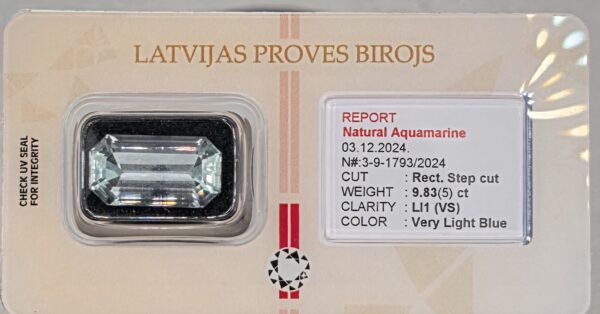 LATVIJAS PROVES BIROJS
CHECK UV SEAL
FOR INTEGRITY
REPORT
Natural Aquamarine
03.12.2024.
N#:3-9-1793/2024
CUT : Rect. Step cut
WEIGHT : 9.83(5) ct
CLARITY : LI1 (VS)
COLOR : Very Light Blue